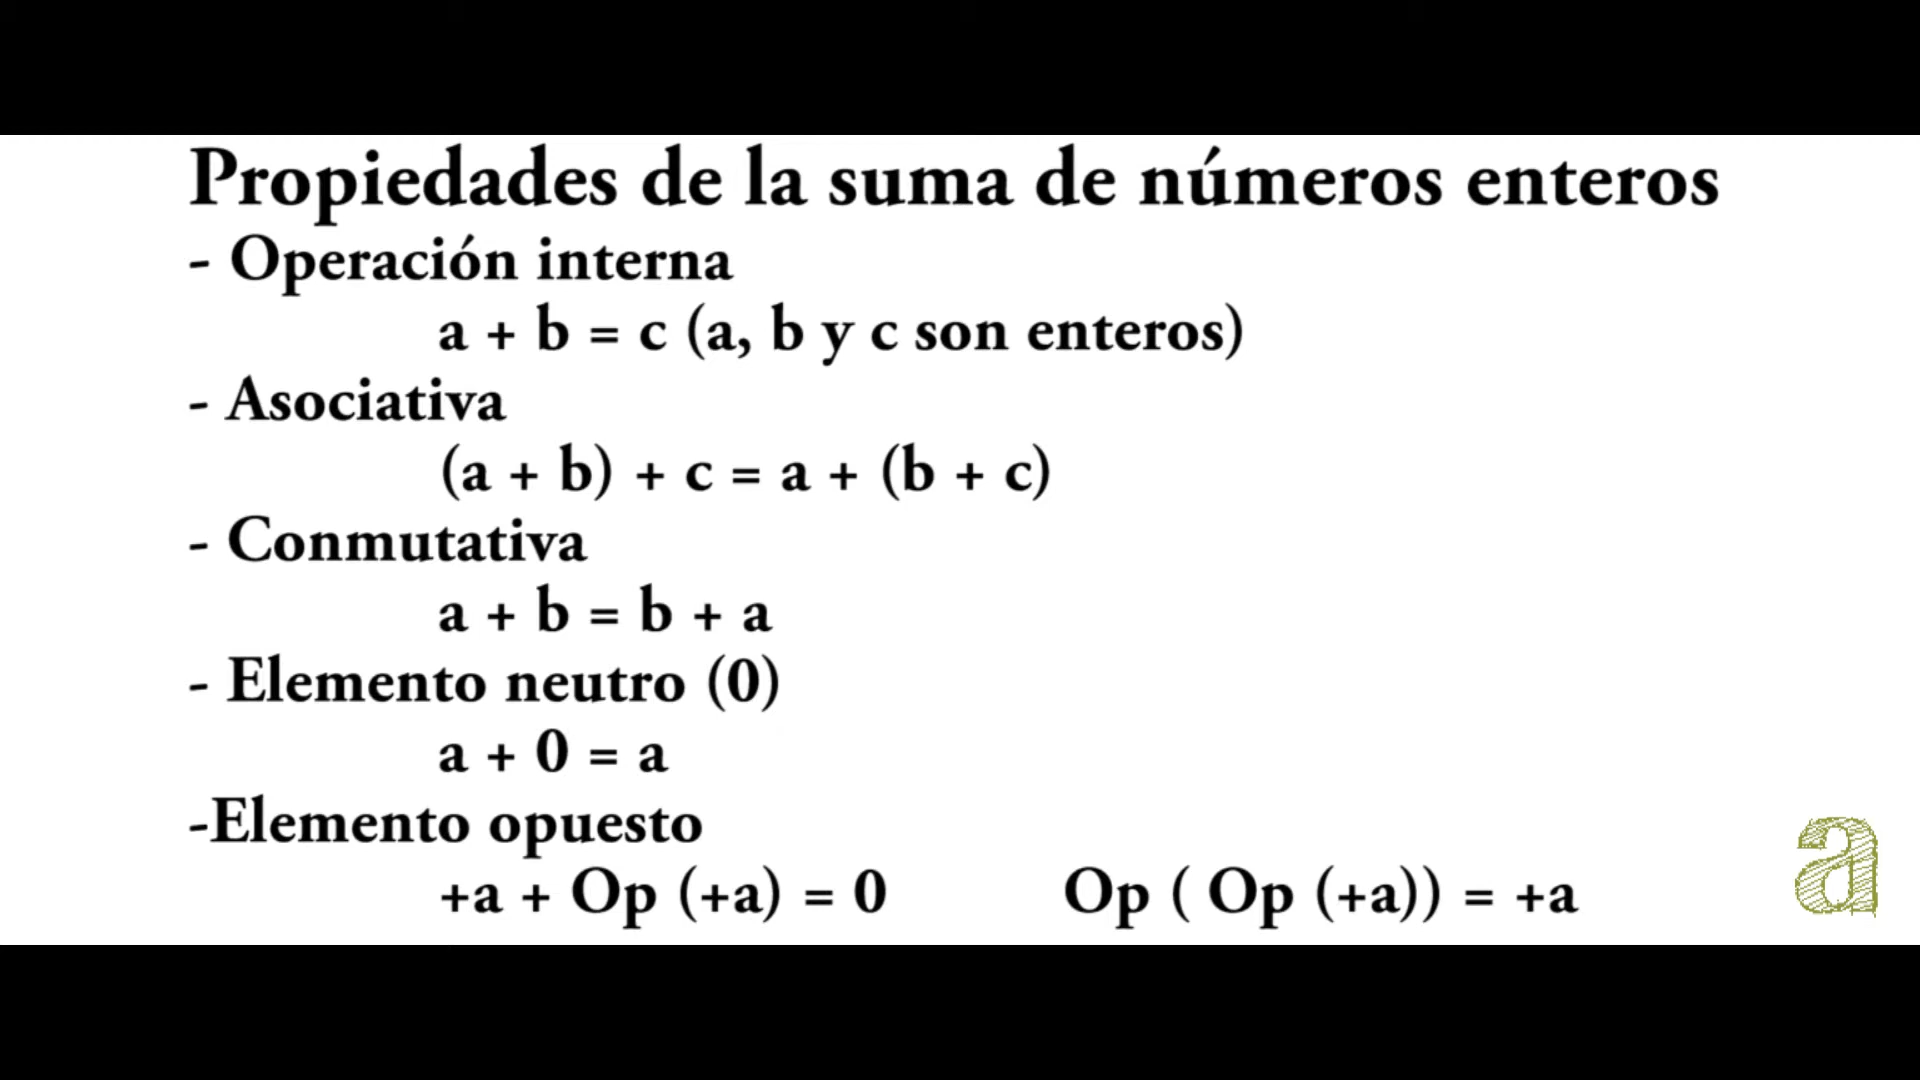 Propiedades de la suma de números enteros
- Operación interna
a + b = c (a, b y c son enteros)
- Asociativa
(a + b) + c = a + (b + c)
- Conmutativa
a + b = b + a
- Elemento neutro (0)
a + 0 = a
-Elemento opuesto
+a + Op (+a) = 0 Op ( Op (+a)) = +a
a